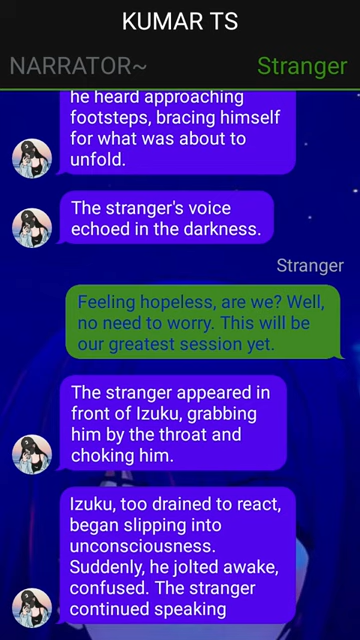 KUMAR TS
NARRATOR~ Stranger
he heard approaching
footsteps, bracing himself
for what was about to
unfold.
The stranger's voice
echoed in the darkness.
Stranger
Feeling hopeless, are we? Well,
no need to worry. This will be
our greatest session yet.
The stranger appeared in
front of Izuku, grabbing
him by the throat and
choking him.
Izuku, too drained to react,
began slipping into
unconsciousness.
Suddenly, he jolted awake,
confused. The stranger
continued speaking